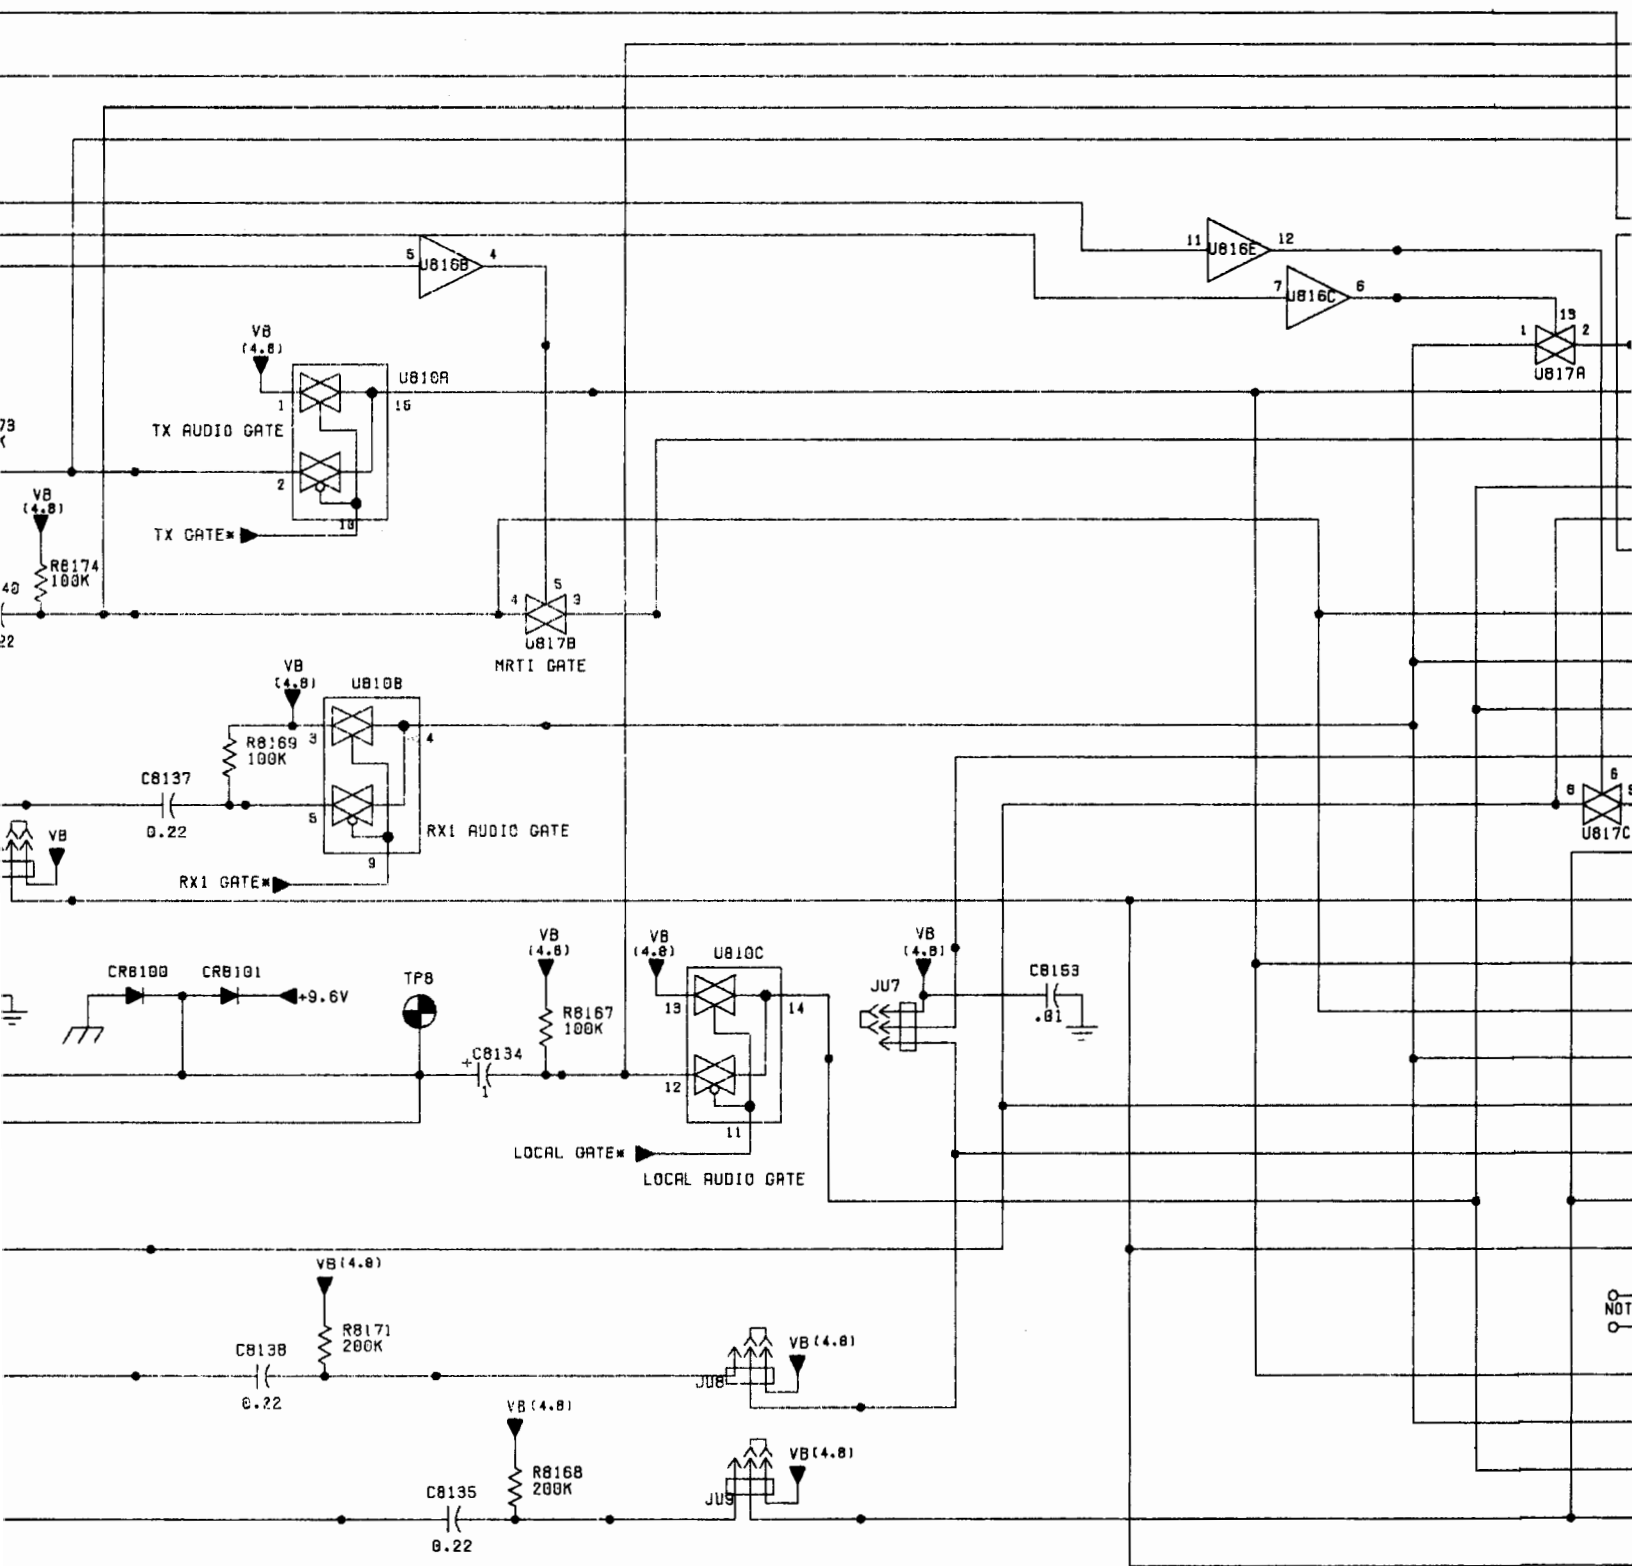 11 U816E 12
5 U816B 4
7 U816C 6
VB
(4.8)
13
1 2
U817A
U810A
1 15
TX AUDIO GATE
73
K
2
VB
(4.8)
10
TX GATE*
R8174
100K
40
22
5
4 3
U817B
MRTI GATE
VB
(4.8)
U810B
3 4
R8169
100K
C8137
0.22
5
RX1 AUDIO GATE
9
VB
RX1 GATE*
6
8 9
U817C
VB
(4.8)
VB
(4.8)
U810C
VB
(4.8)
CR8100 CR8101
+9.6V
TP8
JU7
C8153
.01
13 14
R8167
100K
+ C8134
1
12
11
LOCAL GATE*
LOCAL AUDIO GATE
VB(4.8)
R8171
200K
C8138
0.22
VB(4.8)
JU8
NOT
VB(4.8)
R8168
200K
C8135
0.22
VB(4.8)
JU9